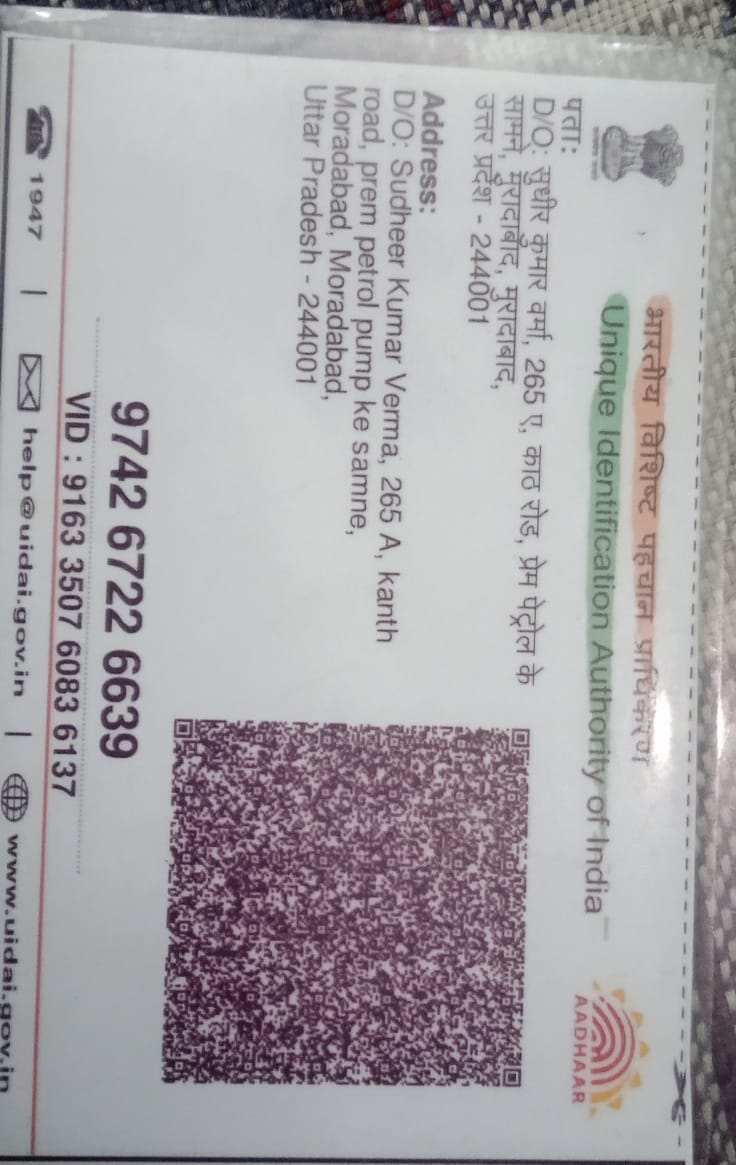 भारतीय विशिष्ट पहचान प्राधिकरण
Unique Identification Authority of India
AADHAAR
पता:
D/O: सुधीर कुमार वर्मा, 265 ए, काठ रोड, प्रेम पेट्रोल के
सामने, मुरादाबाद, मुरादाबाद,
उत्तर प्रदेश - 244001
Address:
D/O: Sudheer Kumar Verma, 265 A, kanth
road, prem petrol pump ke samne,
Moradabad, Moradabad,
Uttar Pradesh - 244001
9742 6722 6639
VID : 9163 3507 6083 6137
1947 | help@uidai.gov.in | www.uidai.gov.in